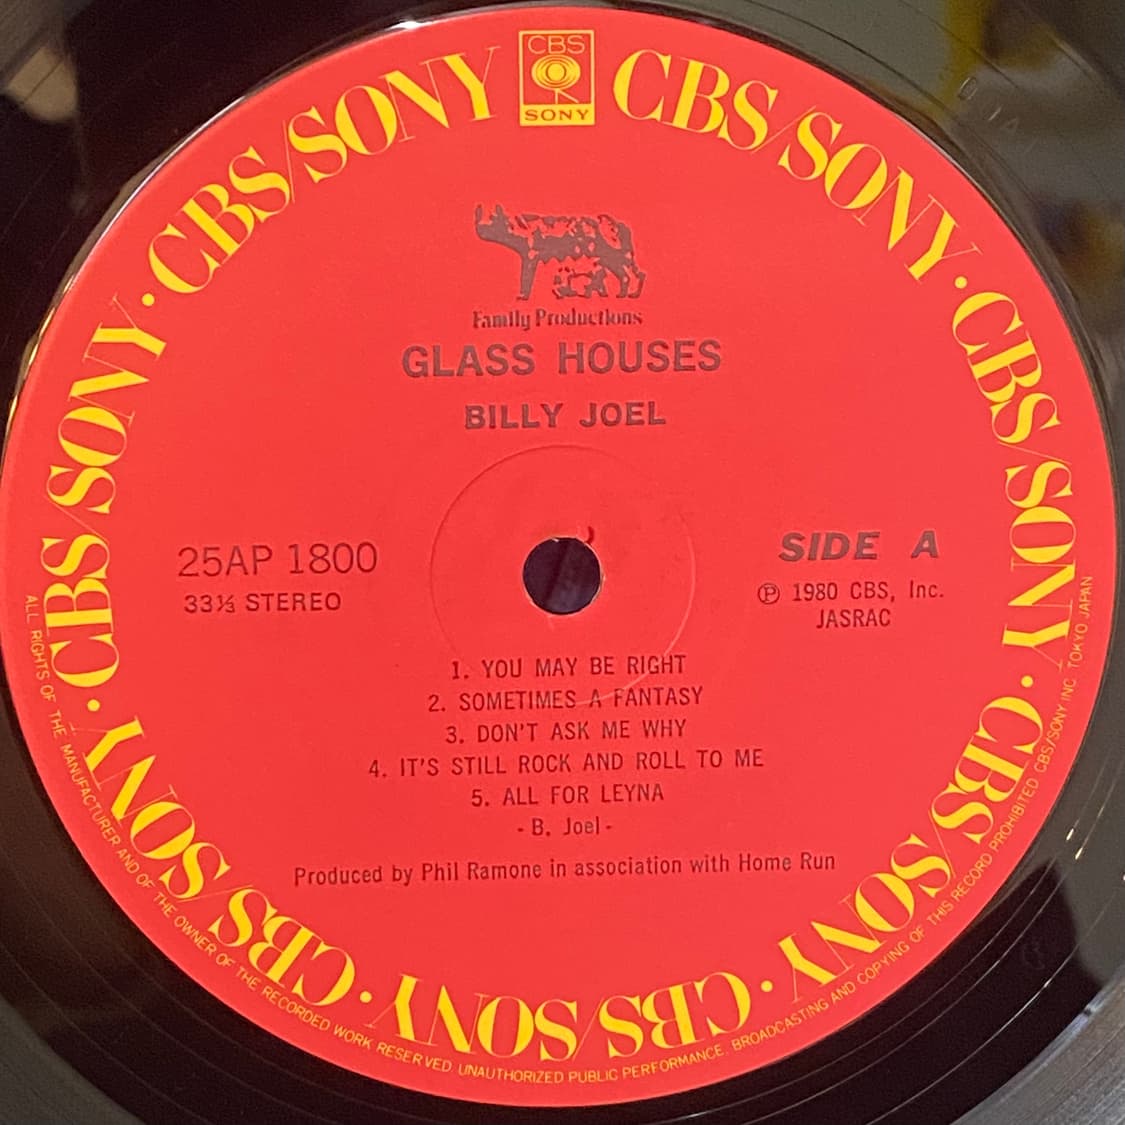 CBS
SONY
CBS/SONY · CBS/SONY · CBS/SONY · CBS/SONY · CBS/SONY · CBS/SONY · CBS/SONY
Family Productions
GLASS HOUSES
BILLY JOEL
25AP 1800
33⅓ STEREO
SIDE A
Ⓟ 1980 CBS, Inc.
JASRAC
1. YOU MAY BE RIGHT
2. SOMETIMES A FANTASY
3. DON'T ASK ME WHY
4. IT'S STILL ROCK AND ROLL TO ME
5. ALL FOR LEYNA
- B. Joel -
Produced by Phil Ramone in association with Home Run
ALL RIGHTS OF THE MANUFACTURER AND OF THE OWNER OF THE RECORDED WORK RESERVED. UNAUTHORIZED PUBLIC PERFORMANCE. BROADCASTING AND COPYING OF THIS RECORD PROHIBITED CBS/SONY INC. TOKYO JAPAN